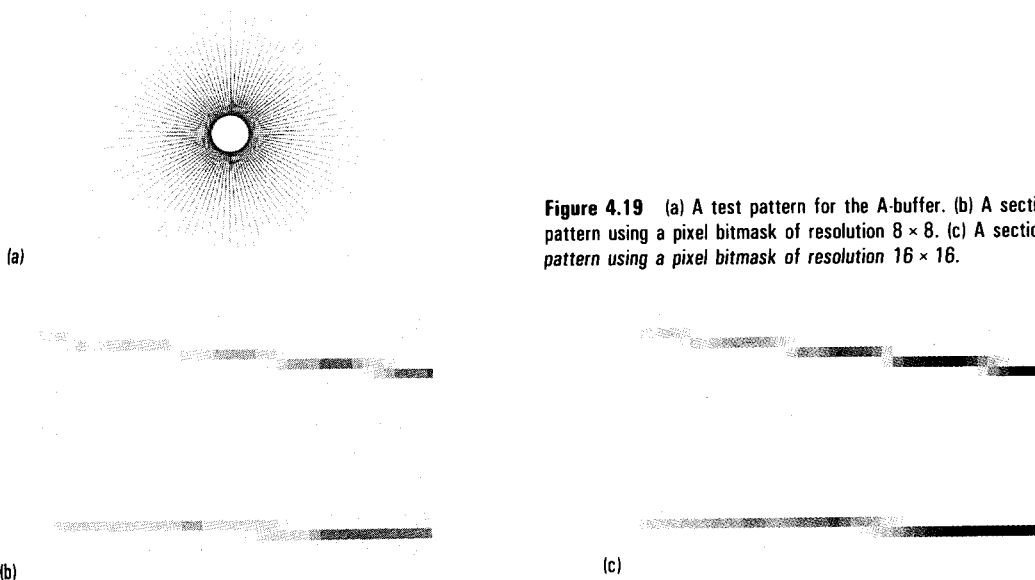 (a)
Figure 4.19 (a) A test pattern for the A-buffer. (b) A secti
pattern using a pixel bitmask of resolution 8 × 8. (c) A sectio
pattern using a pixel bitmask of resolution 16 × 16.
(b)
(c)